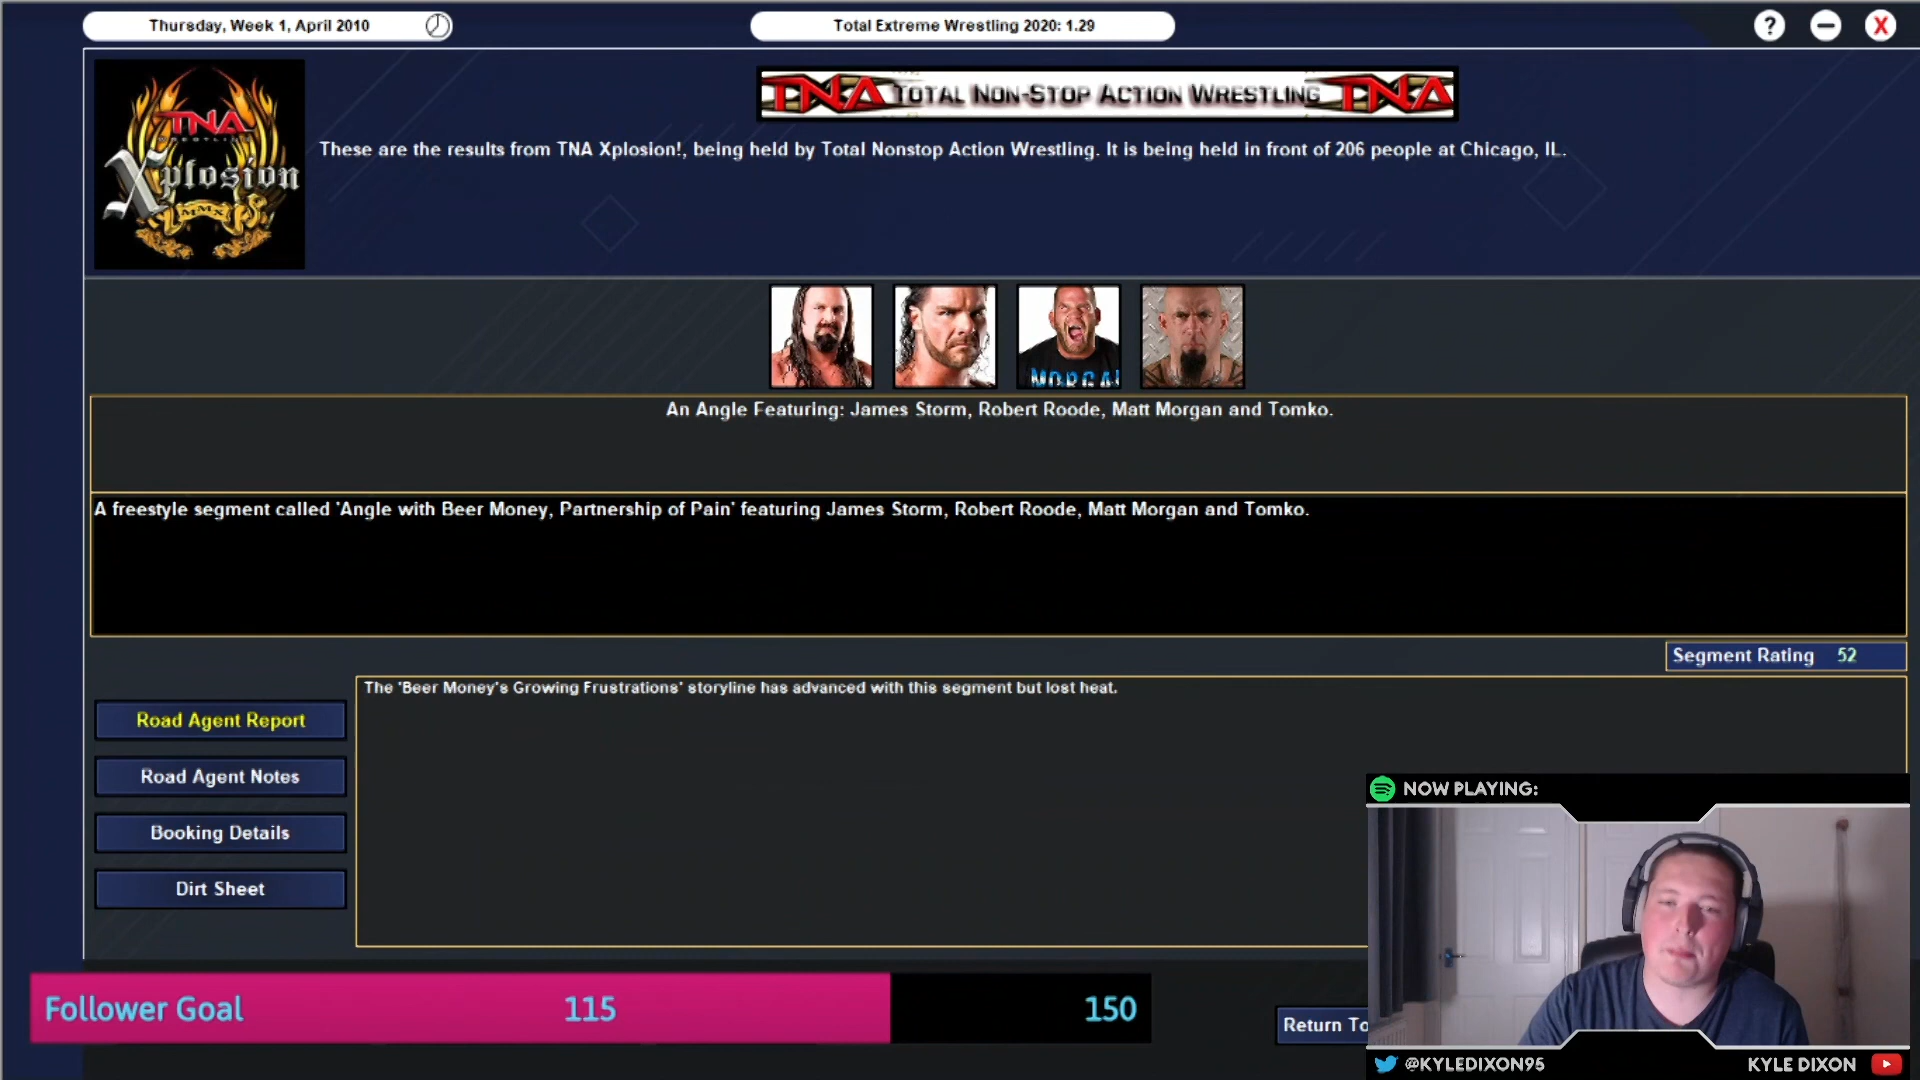 Thursday, Week 1, April 2010
Total Extreme Wrestling 2020: 1.29
?
X
TNA
WRESTLING
Xplosion
MMX
TNA TOTAL NON-STOP ACTION WRESTLING TNA
These are the results from TNA Xplosion!, being held by Total Nonstop Action Wrestling. It is being held in front of 206 people at Chicago, IL.
MORGAN
An Angle Featuring: James Storm, Robert Roode, Matt Morgan and Tomko.
A freestyle segment called 'Angle with Beer Money, Partnership of Pain' featuring James Storm, Robert Roode, Matt Morgan and Tomko.
Segment Rating 52
The 'Beer Money's Growing Frustrations' storyline has advanced with this segment but lost heat.
Road Agent Report
Road Agent Notes
Booking Details
Dirt Sheet
NOW PLAYING:
Follower Goal 115 150
Return To
@KYLEDIXON95 KYLE DIXON